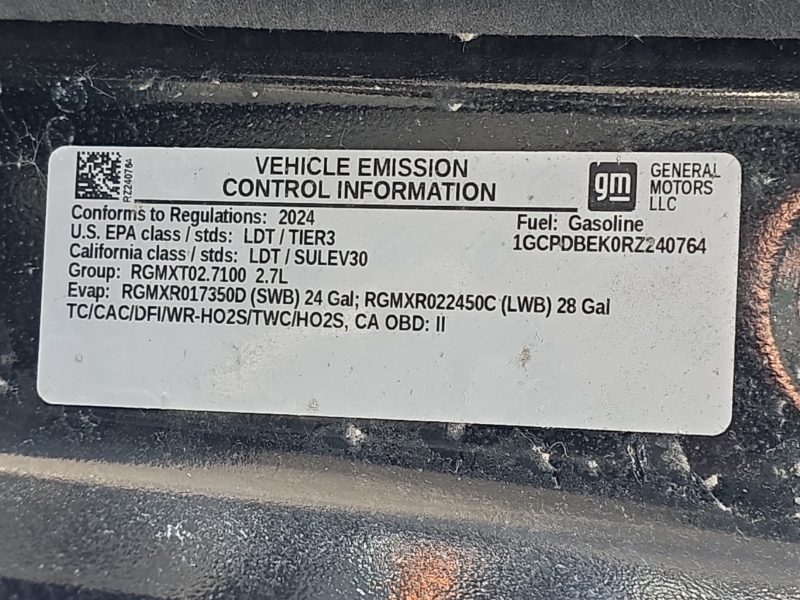 RZ240764
VEHICLE EMISSION
CONTROL INFORMATION
gm
GENERAL
MOTORS
LLC
Conforms to Regulations: 2024
Fuel: Gasoline
U.S. EPA class / stds: LDT / TIER3
1GCPDBEK0RZ240764
California class / stds: LDT / SULEV30
Group: RGMXT02.7100 2.7L
Evap: RGMXR017350D (SWB) 24 Gal; RGMXR022450C (LWB) 28 Gal
TC/CAC/DFI/WR-HO2S/TWC/HO2S, CA OBD: II